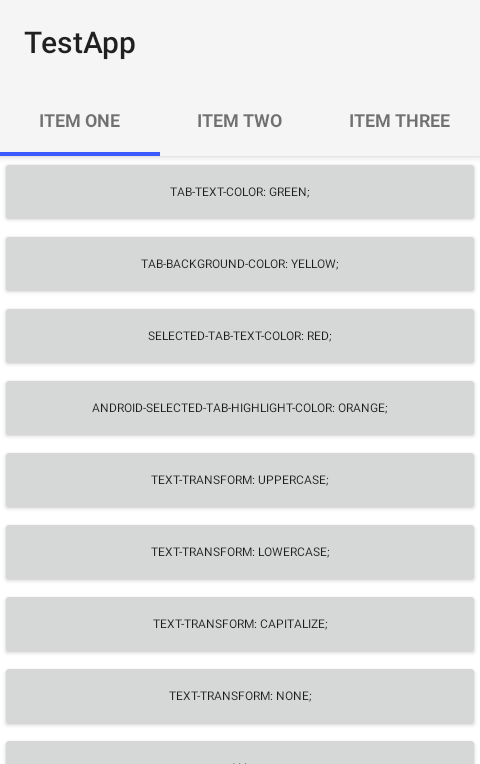 TestApp
ITEM ONE
ITEM TWO
ITEM THREE
TAB-TEXT-COLOR: GREEN;
TAB-BACKGROUND-COLOR: YELLOW;
SELECTED-TAB-TEXT-COLOR: RED;
ANDROID-SELECTED-TAB-HIGHLIGHT-COLOR: ORANGE;
TEXT-TRANSFORM: UPPERCASE;
TEXT-TRANSFORM: LOWERCASE;
TEXT-TRANSFORM: CAPITALIZE;
TEXT-TRANSFORM: NONE;